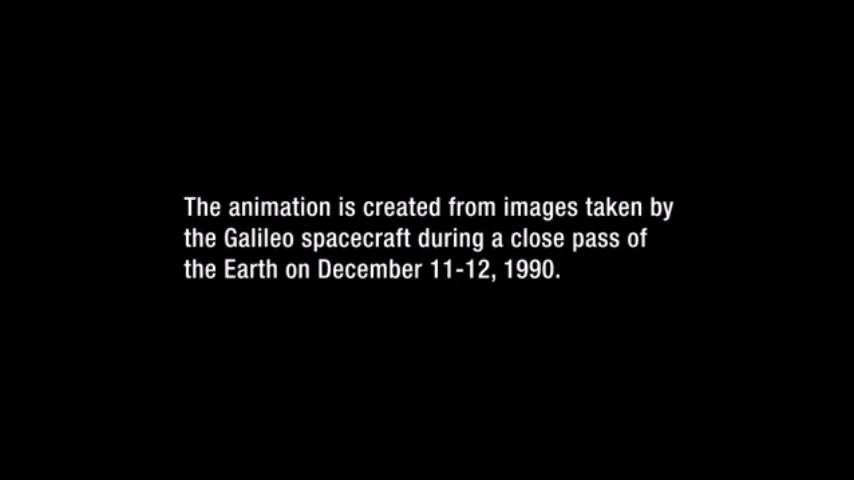 The animation is created from images taken by
the Galileo spacecraft during a close pass of
the Earth on December 11-12, 1990.